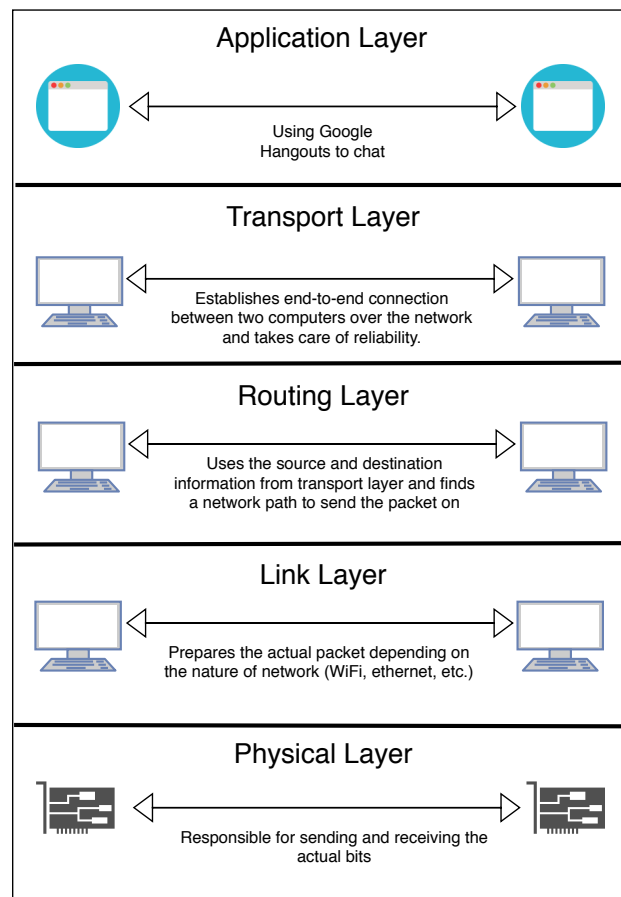 Application Layer
Using Google
Hangouts to chat
Transport Layer
Establishes end-to-end connection
between two computers over the network
and takes care of reliability.
Routing Layer
Uses the source and destination
information from transport layer and finds
a network path to send the packet on
Link Layer
Prepares the actual packet depending on
the nature of network (WiFi, ethernet, etc.)
Physical Layer
Responsible for sending and receiving the
actual bits